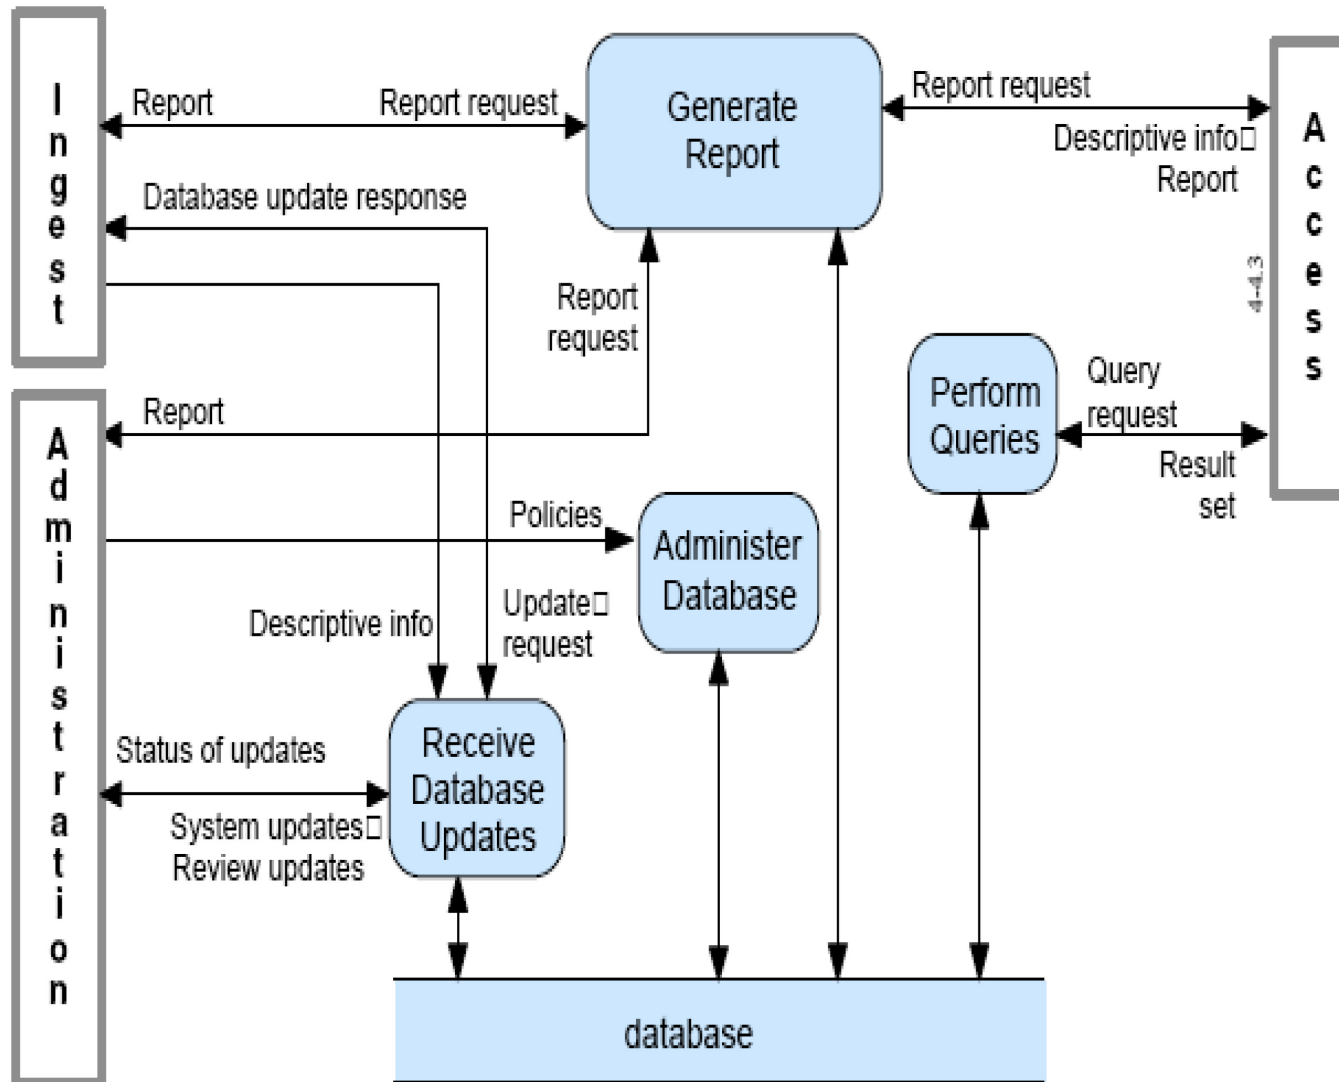 Ingest
Report
Report request
Generate
Report
Report request
Descriptive info□
Report
Access
4-4.3
Database update response
Report
request
Report
Perform
Queries
Query
request
Result
set
Administration
Policies
Administer
Database
Descriptive info
Update□
request
Receive
Database
Updates
Status of updates
System updates□
Review updates
database